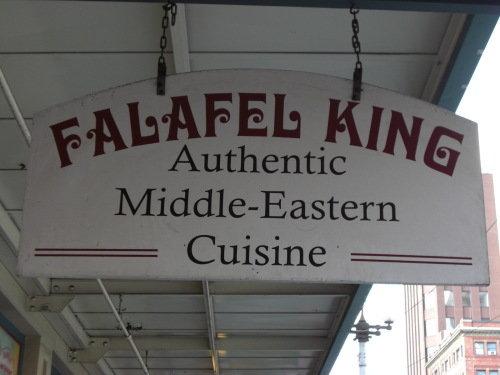 FALAFEL KING
Authentic
Middle-Eastern
Cuisine